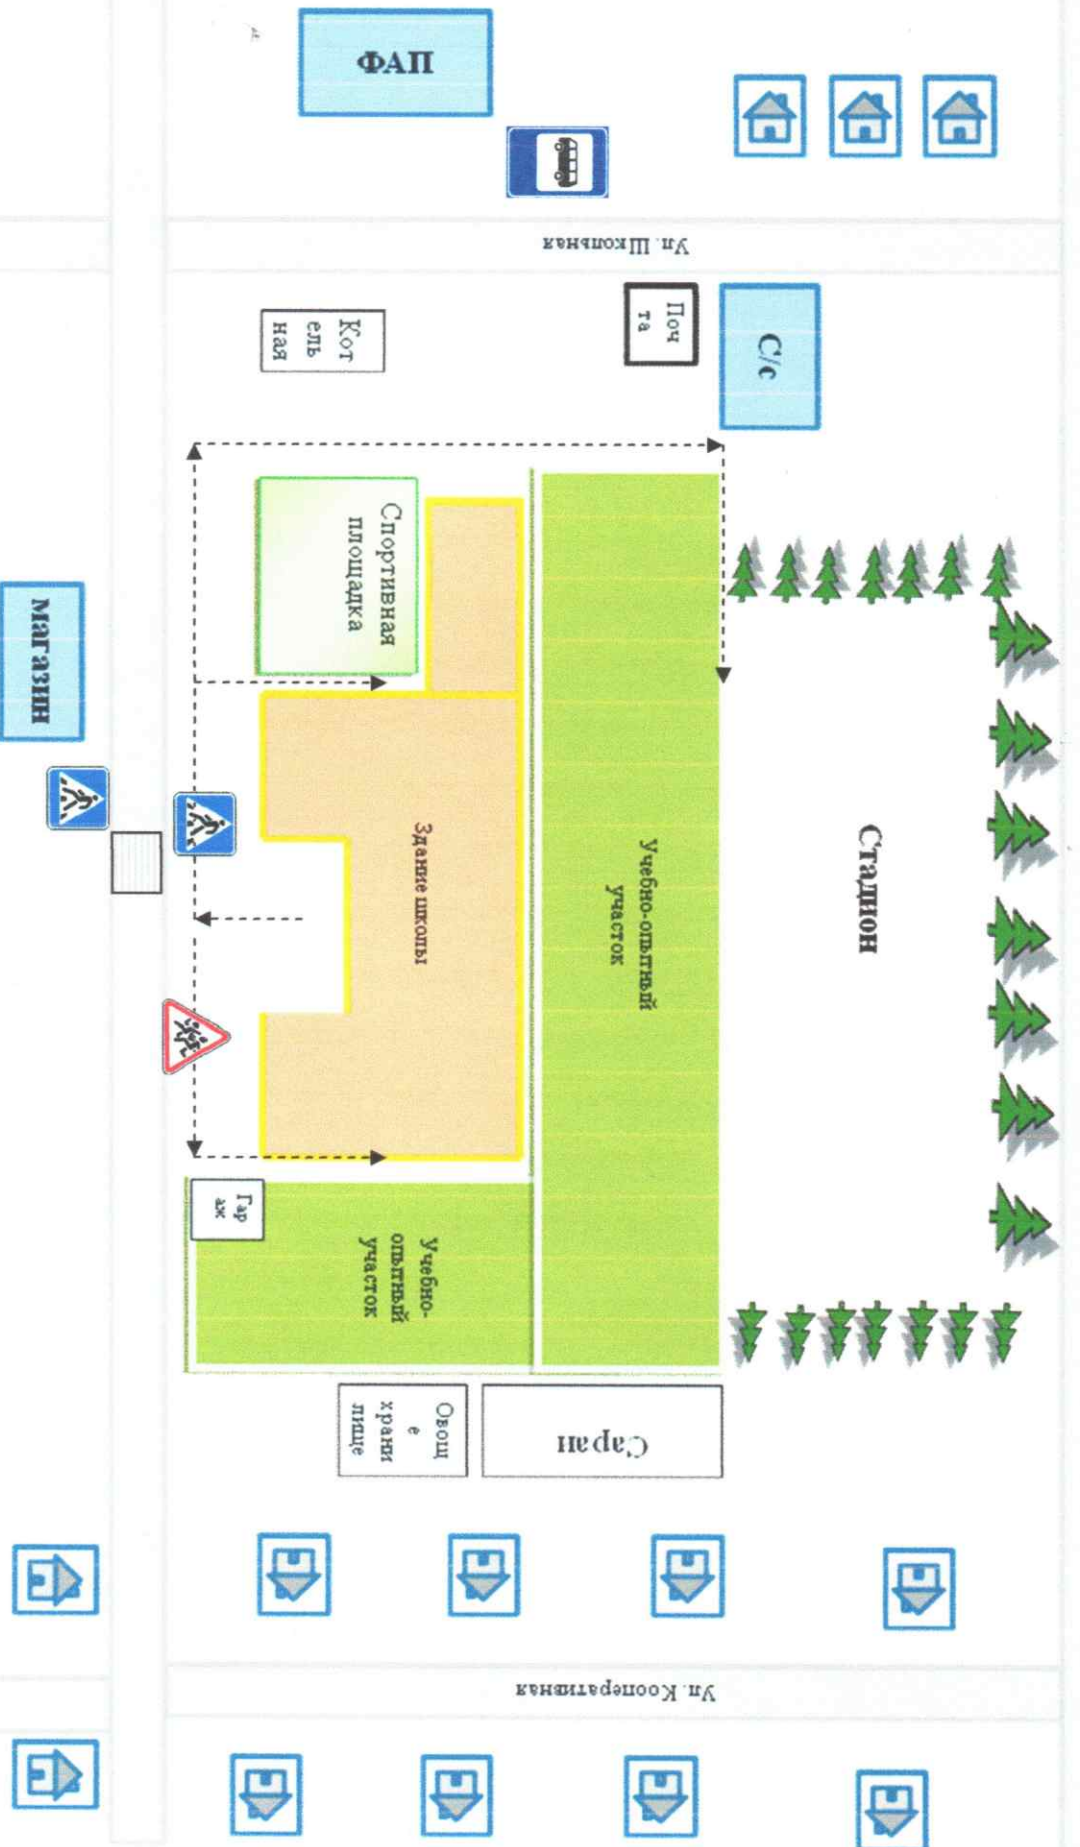 Стадион
С/с
Поч
та
Ул. Школьная
ФАП
Учебно-опытный
участок
Сарай
Здание школы
Спортивная
площадка
Кот
ель
ная
Учебно-
опытный
участок
Овощ
е
храни
лище
Гар
аж
Ул. Кооперативная
магазин